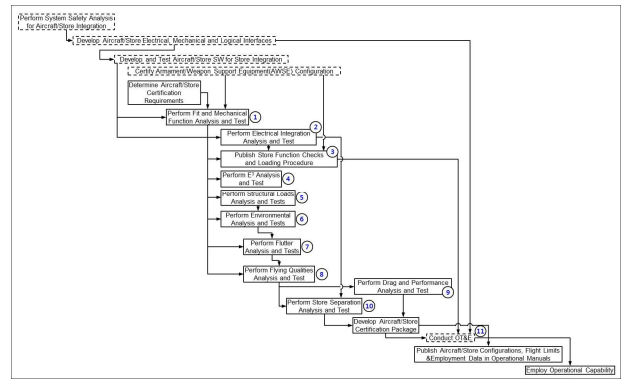 Perform System Safety Analysis
for Aircraft/Store Integration
Develop Aircraft/Store Electrical, Mechanical and Logical Interfaces
Develop and Test Aircraft/Store SW for Store Integration
Certify Armament/Weapon Support Equipment(AWSE) Configuration
Determine Aircraft/Store
Certification
Requirements
Perform Fit and Mechanical
Function Analysis and Test
1
Perform Electrical Integration
Analysis and Test
2
Publish Store Function Checks
and Loading Procedure
3
Perform E³ Analysis
and Test
4
Perform Structural Loads
Analysis and Tests
5
Perform Environmental
Analysis and Tests
6
Perform Flutter
Analysis and Tests
7
Perform Flying Qualities
Analysis and Test
8
Perform Drag and Performance
Analysis and Test
9
Perform Store Separation
Analysis and Test
10
Develop Aircraft/Store
Certification Package
11
Conduct OT&E
Publish Aircraft/Store Configurations, Flight Limits
&Employment Data in Operational Manuals
Employ Operational Capability